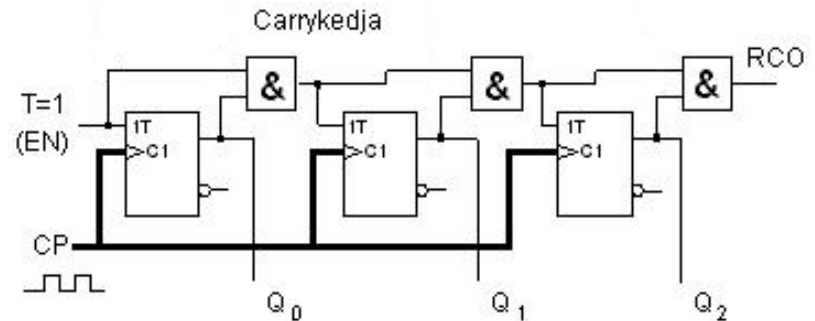 Carrykedja
& & & RCO
T=1
(EN)
1T 1T 1T
C1 C1 C1
CP
Q0 Q1 Q2